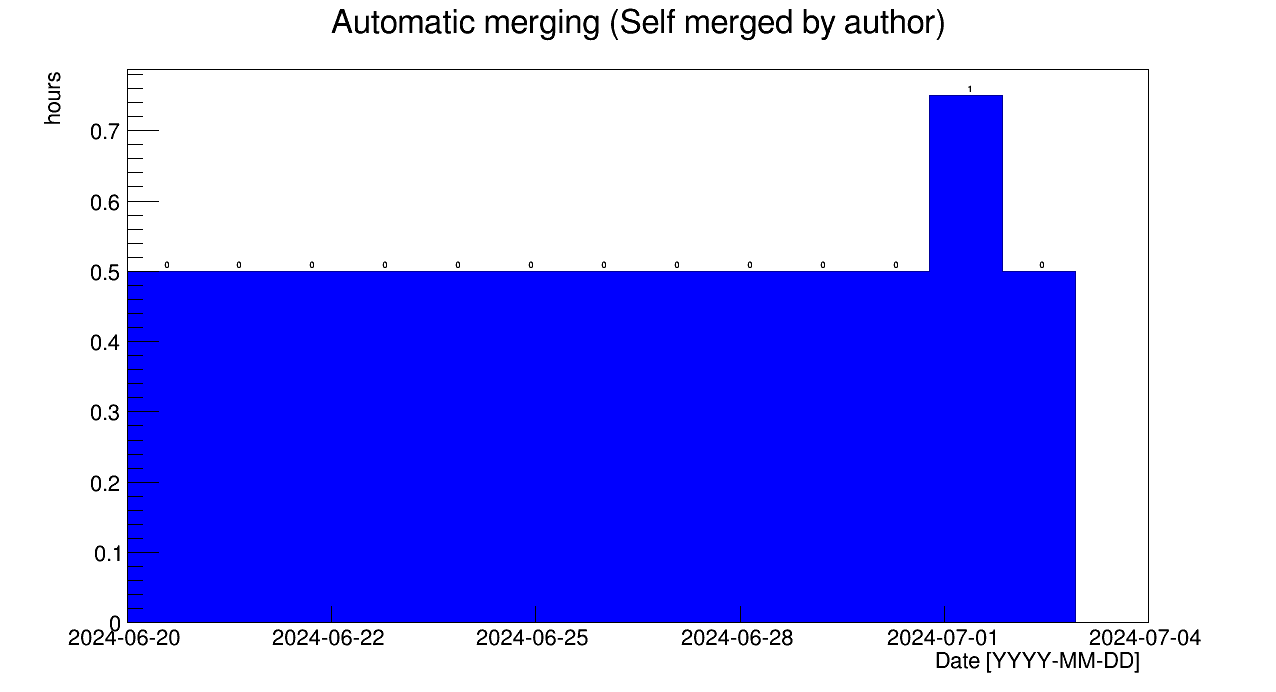 Automatic merging (Self merged by author)
hours
0.7
0.6
0.5
0.4
0.3
0.2
0.1
0
0 0 0 0 0 0 0 0 0 0 0 1 0
2024-06-20 2024-06-22 2024-06-25 2024-06-28 2024-07-01 2024-07-04
Date [YYYY-MM-DD]